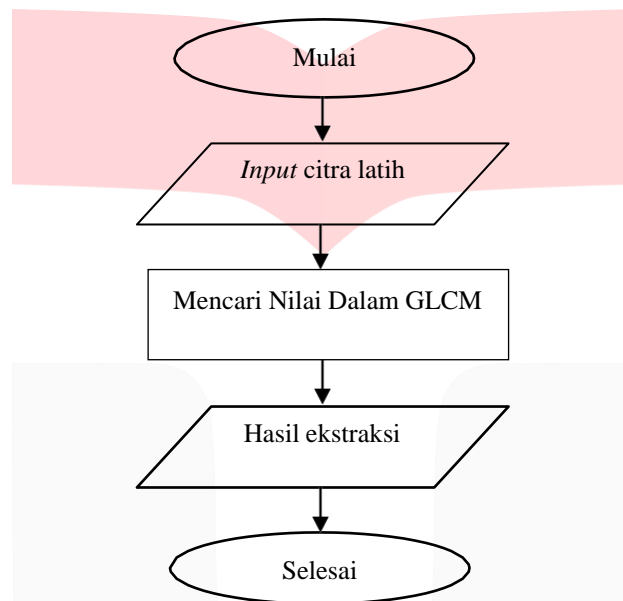 Mulai
Input citra latih
Mencari Nilai Dalam GLCM
Hasil ekstraksi
Selesai